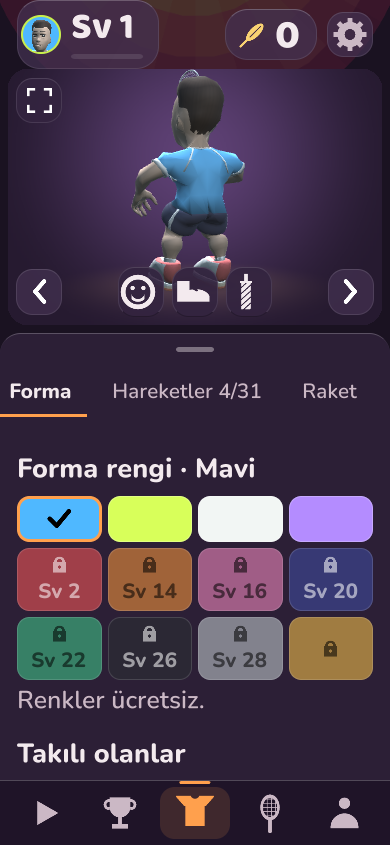 Sv 1
0
Forma
Hareketler 4/31
Raket
Forma rengi · Mavi
Sv 2
Sv 14
Sv 16
Sv 20
Sv 22
Sv 26
Sv 28
Renkler ücretsiz.
Takılı olanlar